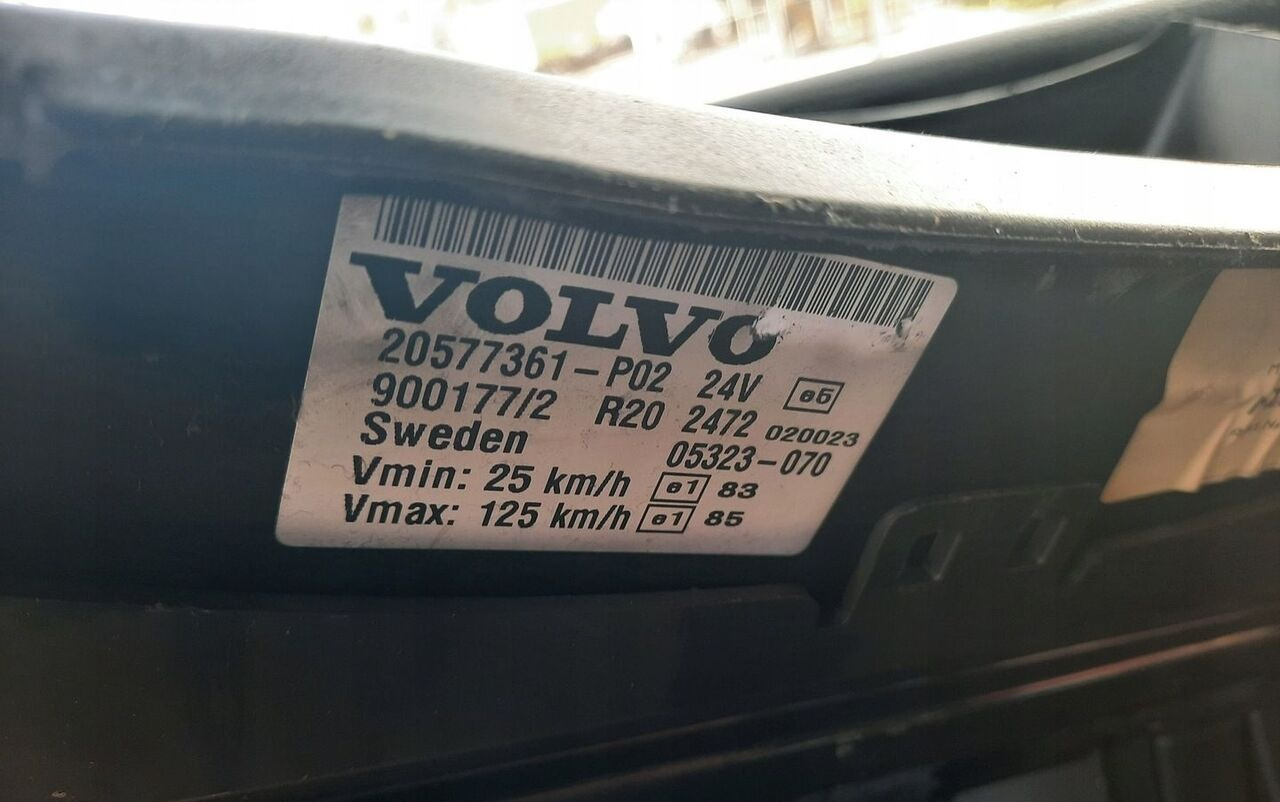 VOLVO
20577361-P02 24V e5
900177/2 R20 2472 020023
Sweden 05323-070
Vmin: 25 km/h e1 83
Vmax: 125 km/h e1 85